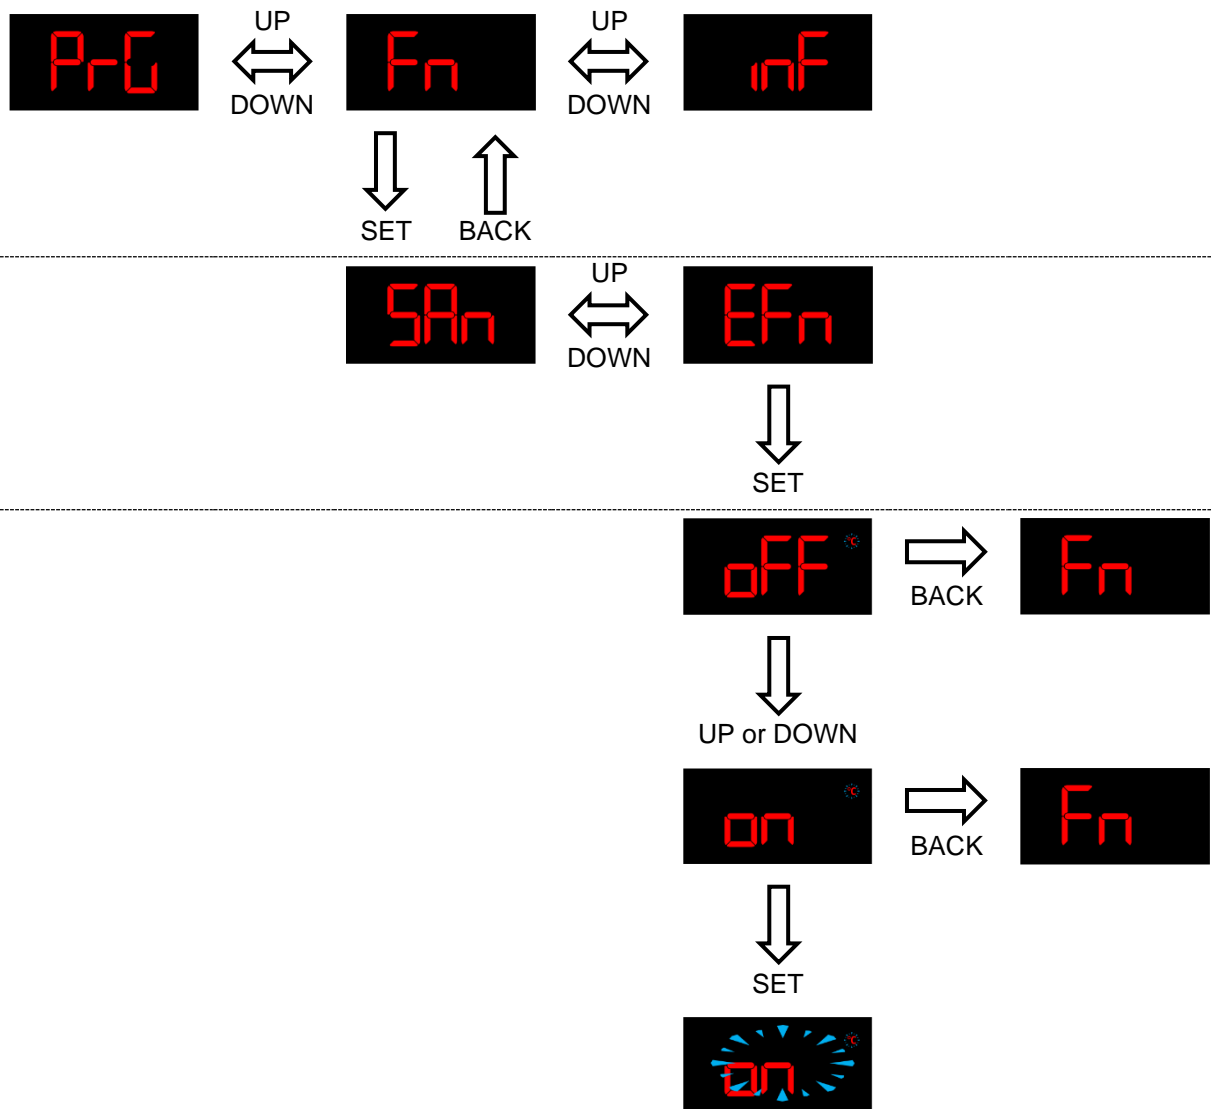 UP UP
PrG Fn inF
DOWN DOWN
SET BACK
UP
SAn EFn
DOWN
SET
oFF °C Fn
BACK
UP or DOWN
on °C Fn
BACK
SET
on °C